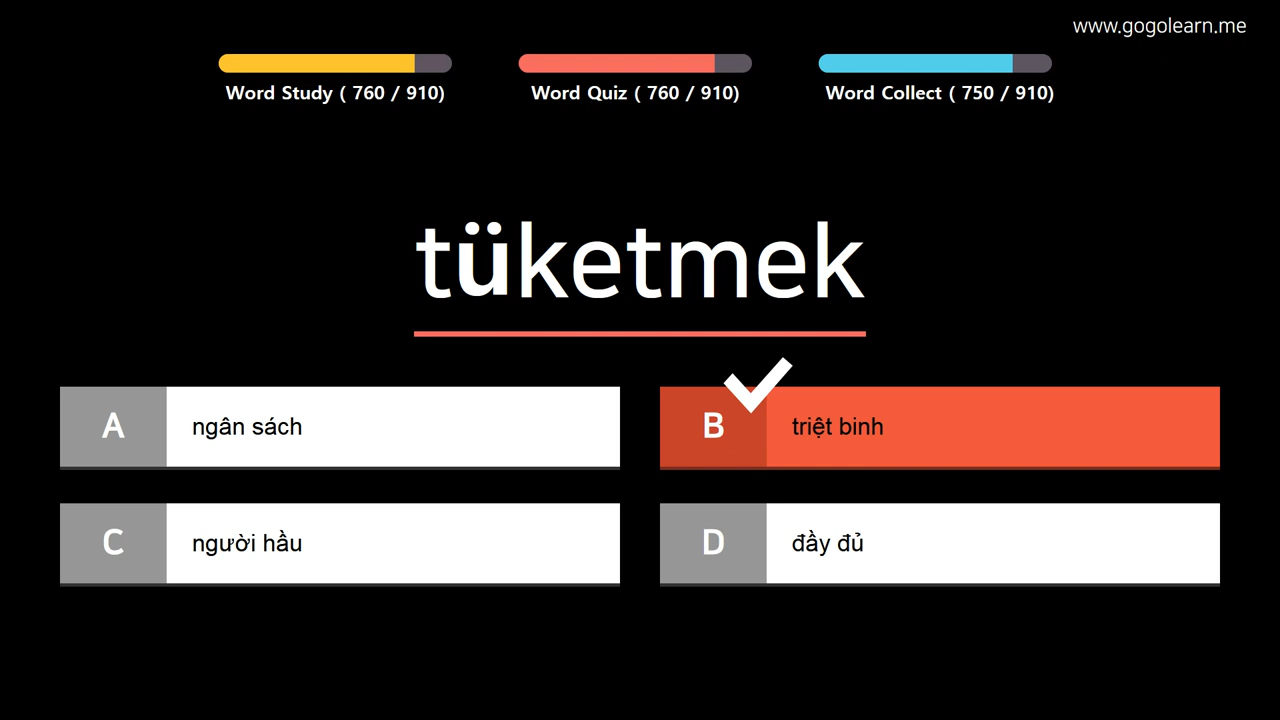 www.gogolearn.me
Word Study ( 760 / 910)
Word Quiz ( 760 / 910)
Word Collect ( 750 / 910)
tüketmek
A
ngân sách
B
triệt binh
C
người hầu
D
đầy đủ